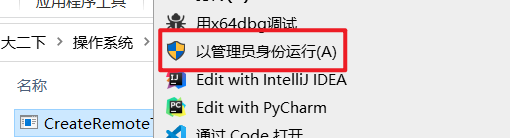 应用程序工具
用x64dbg调试
大二下 › 操作系统 ›
以管理员身份运行(A)
名称
Edit with IntelliJ IDEA
Edit with PyCharm
CreateRemoteT
通过 Code 打开